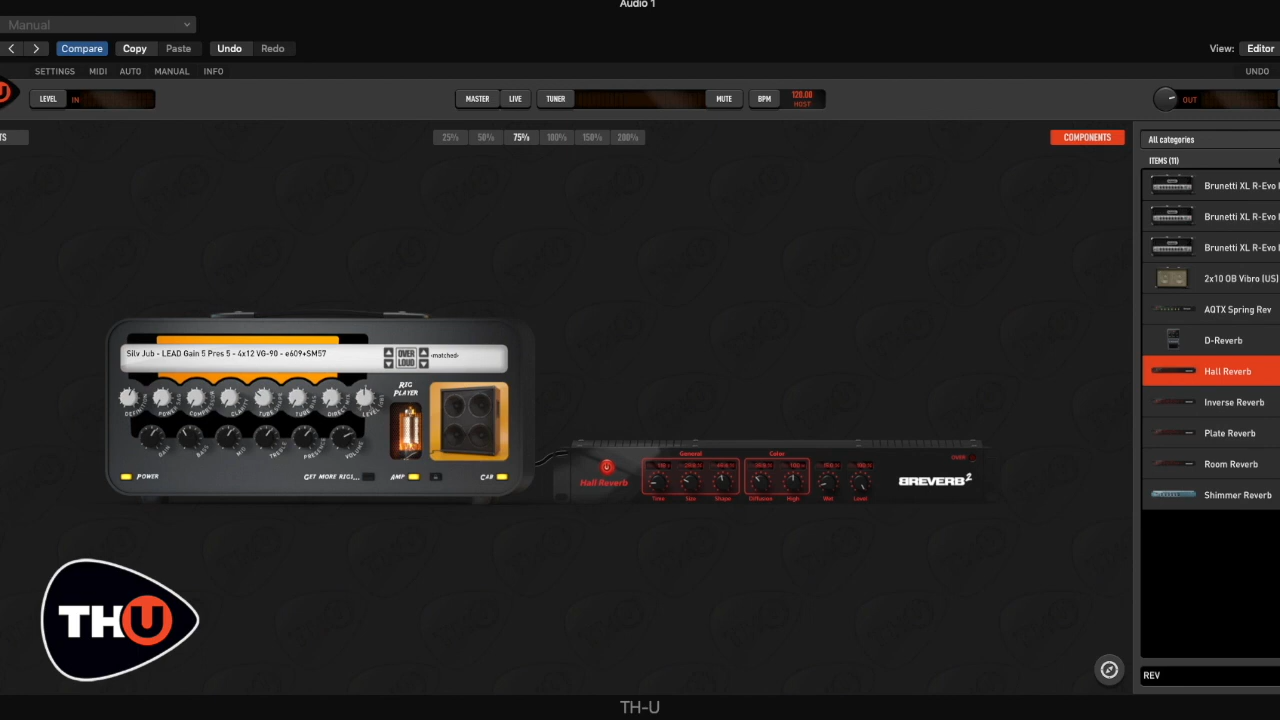 Audio 1
Manual
Compare Copy Paste Undo Redo View: Editor
SETTINGS MIDI AUTO MANUAL INFO UNDO
LEVEL IN MASTER LIVE TUNER MUTE BPM 120.00 HOST OUT
25% 50% 75% 100% 150% 200% COMPONENTS
All categories
ITEMS (11)
Brunetti XL R-Evo
Brunetti XL R-Evo
Brunetti XL R-Evo
2x10 OB Vibro (US)
AQTX Spring Rev
D-Reverb
Hall Reverb
Inverse Reverb
Plate Reverb
Room Reverb
Shimmer Reverb
REV
Silv Jub - LEAD Gain 5 Pres 5 - 4x12 VG-90 - e609+SM57
OVER LOUD
-matched-
RIG PLAYER
GAIN BASS MID VOLUME
POWER GET MORE RIGS... AMP CAB
General Color
Hall Reverb
Time Size Shape Diffusion High Wet Level
BREVERB2
THU
TH-U